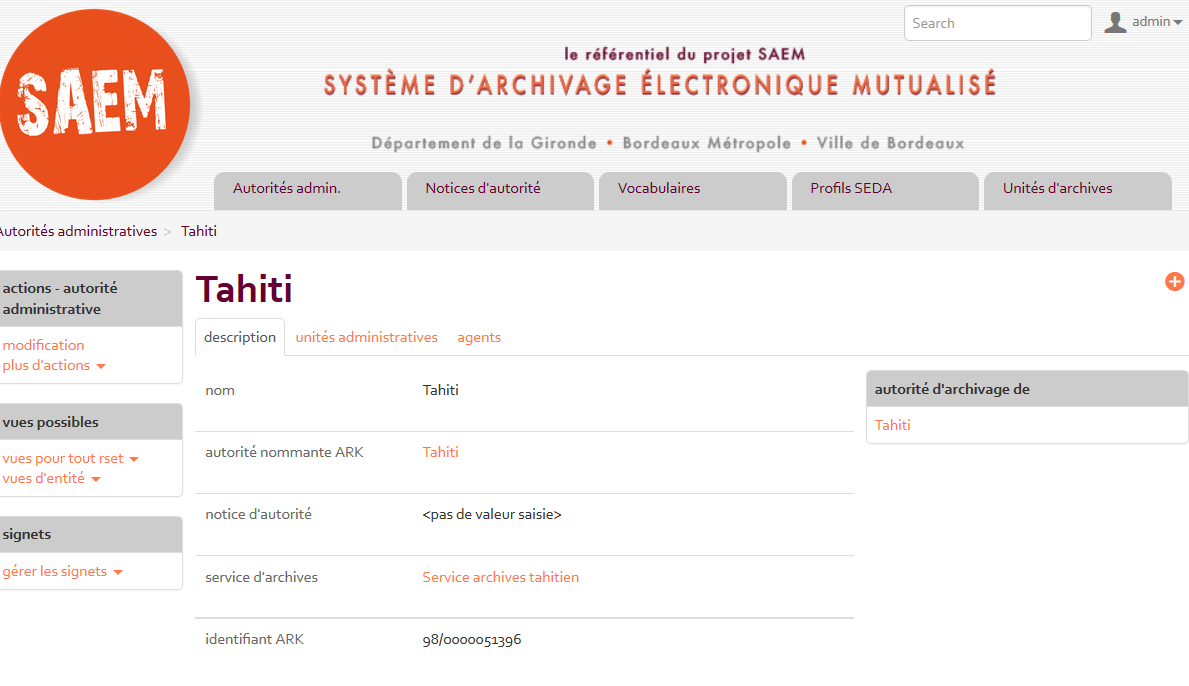 SAEM
Search
admin
le référentiel du projet SAEM
SYSTÈME D'ARCHIVAGE ÉLECTRONIQUE MUTUALISÉ
Département de la Gironde • Bordeaux Métropole • Ville de Bordeaux
Autorités admin.
Notices d'autorité
Vocabulaires
Profils SEDA
Unités d'archives
Autorités administratives > Tahiti
actions - autorité
administrative
modification
plus d'actions
vues possibles
vues pour tout rset
vues d'entité
signets
gérer les signets
Tahiti
description
unités administratives
agents
nom Tahiti
autorité nommante ARK Tahiti
notice d'autorité <pas de valeur saisie>
service d'archives Service archives tahitien
identifiant ARK 98/0000051396
autorité d'archivage de
Tahiti